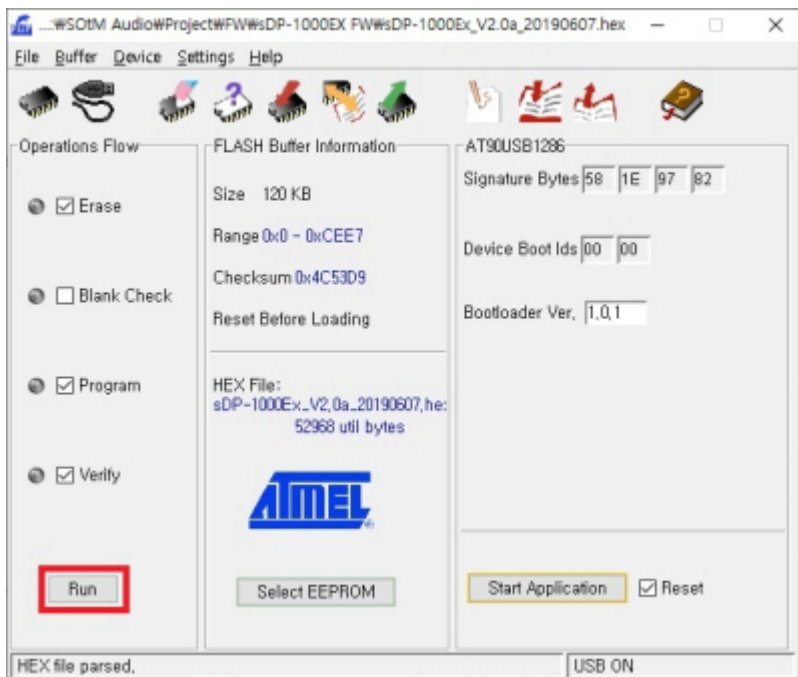 ....₩SOtM Audio₩Project₩FW₩sDP-1000EX FW₩sDP-1000Ex_V2.0a_20190607.hex
File Buffer Device Settings Help
Operations Flow
Erase
Blank Check
Program
Verify
Run
FLASH Buffer Information
Size 120 KB
Range 0x0 - 0xCEE7
Checksum 0x4C53D9
Reset Before Loading
HEX File:
sDP-1000Ex_V2,0a_20190607,he:
52968 util bytes
ATMEL
Select EEPROM
AT90USB1286
Signature Bytes 58 1E 97 82
Device Boot Ids 00 00
Bootloader Ver, 1,0,1
Start Application Reset
HEX file parsed,
USB ON